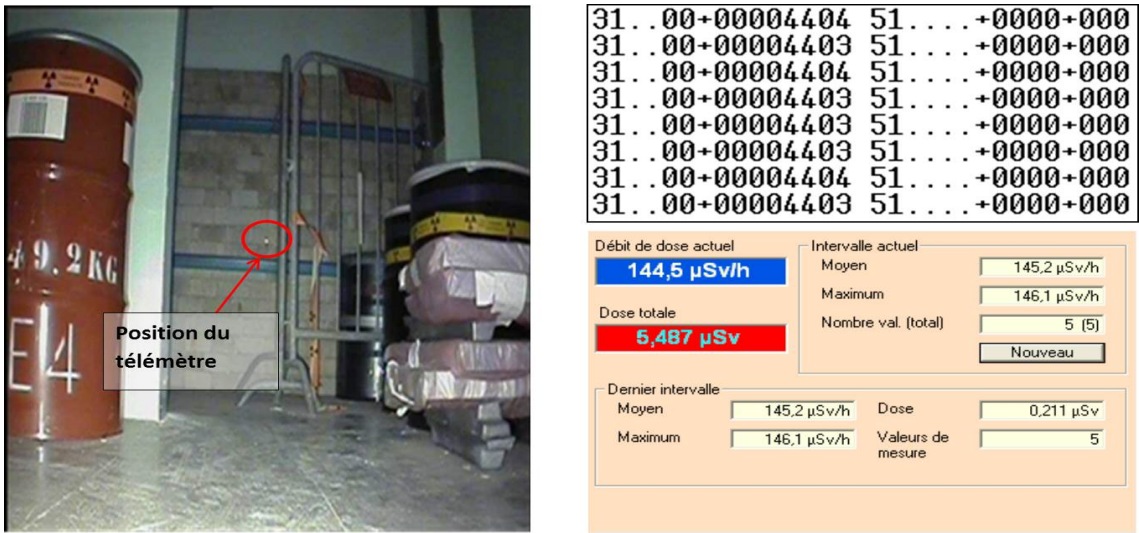 49.2KG
E4
Position du
télémètre
31..00+00004404 51....+0000+000
31..00+00004403 51....+0000+000
31..00+00004404 51....+0000+000
31..00+00004403 51....+0000+000
31..00+00004403 51....+0000+000
31..00+00004403 51....+0000+000
31..00+00004404 51....+0000+000
31..00+00004403 51....+0000+000
Débit de dose actuel
144,5 µSv/h
Dose totale
5,487 µSv
Intervalle actuel
Moyen 145,2 µSv/h
Maximum 146,1 µSv/h
Nombre val. (total) 5 (5)
Nouveau
Dernier intervalle
Moyen 145,2 µSv/h Dose 0,211 µSv
Maximum 146,1 µSv/h Valeurs de 5
mesure